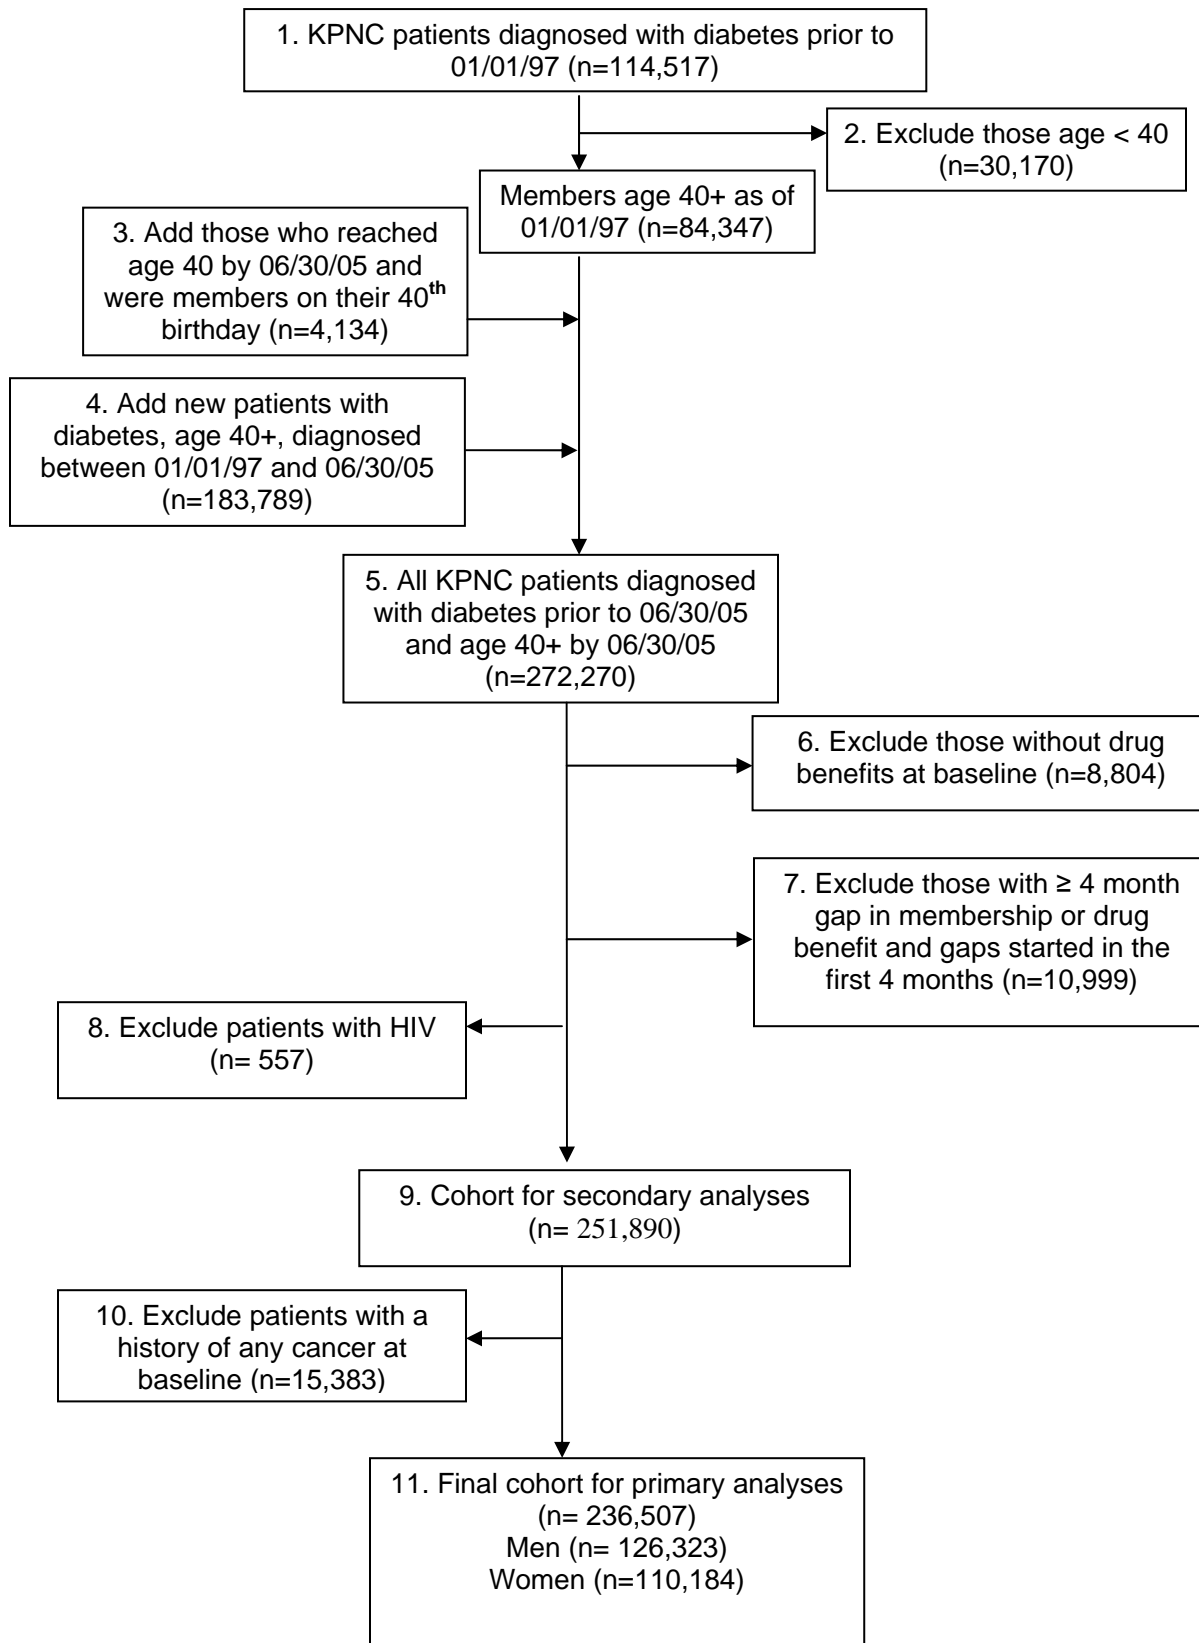 1. KPNC patients diagnosed with diabetes prior to
01/01/97 (n=114,517)
2. Exclude those age < 40
(n=30,170)
Members age 40+ as of
01/01/97 (n=84,347)
3. Add those who reached
age 40 by 06/30/05 and
were members on their 40th
birthday (n=4,134)
4. Add new patients with
diabetes, age 40+, diagnosed
between 01/01/97 and 06/30/05
(n=183,789)
5. All KPNC patients diagnosed
with diabetes prior to 06/30/05
and age 40+ by 06/30/05
(n=272,270)
6. Exclude those without drug
benefits at baseline (n=8,804)
7. Exclude those with ≥ 4 month
gap in membership or drug
benefit and gaps started in the
first 4 months (n=10,999)
8. Exclude patients with HIV
(n= 557)
9. Cohort for secondary analyses
(n= 251,890)
10. Exclude patients with a
history of any cancer at
baseline (n=15,383)
11. Final cohort for primary analyses
(n= 236,507)
Men (n= 126,323)
Women (n=110,184)